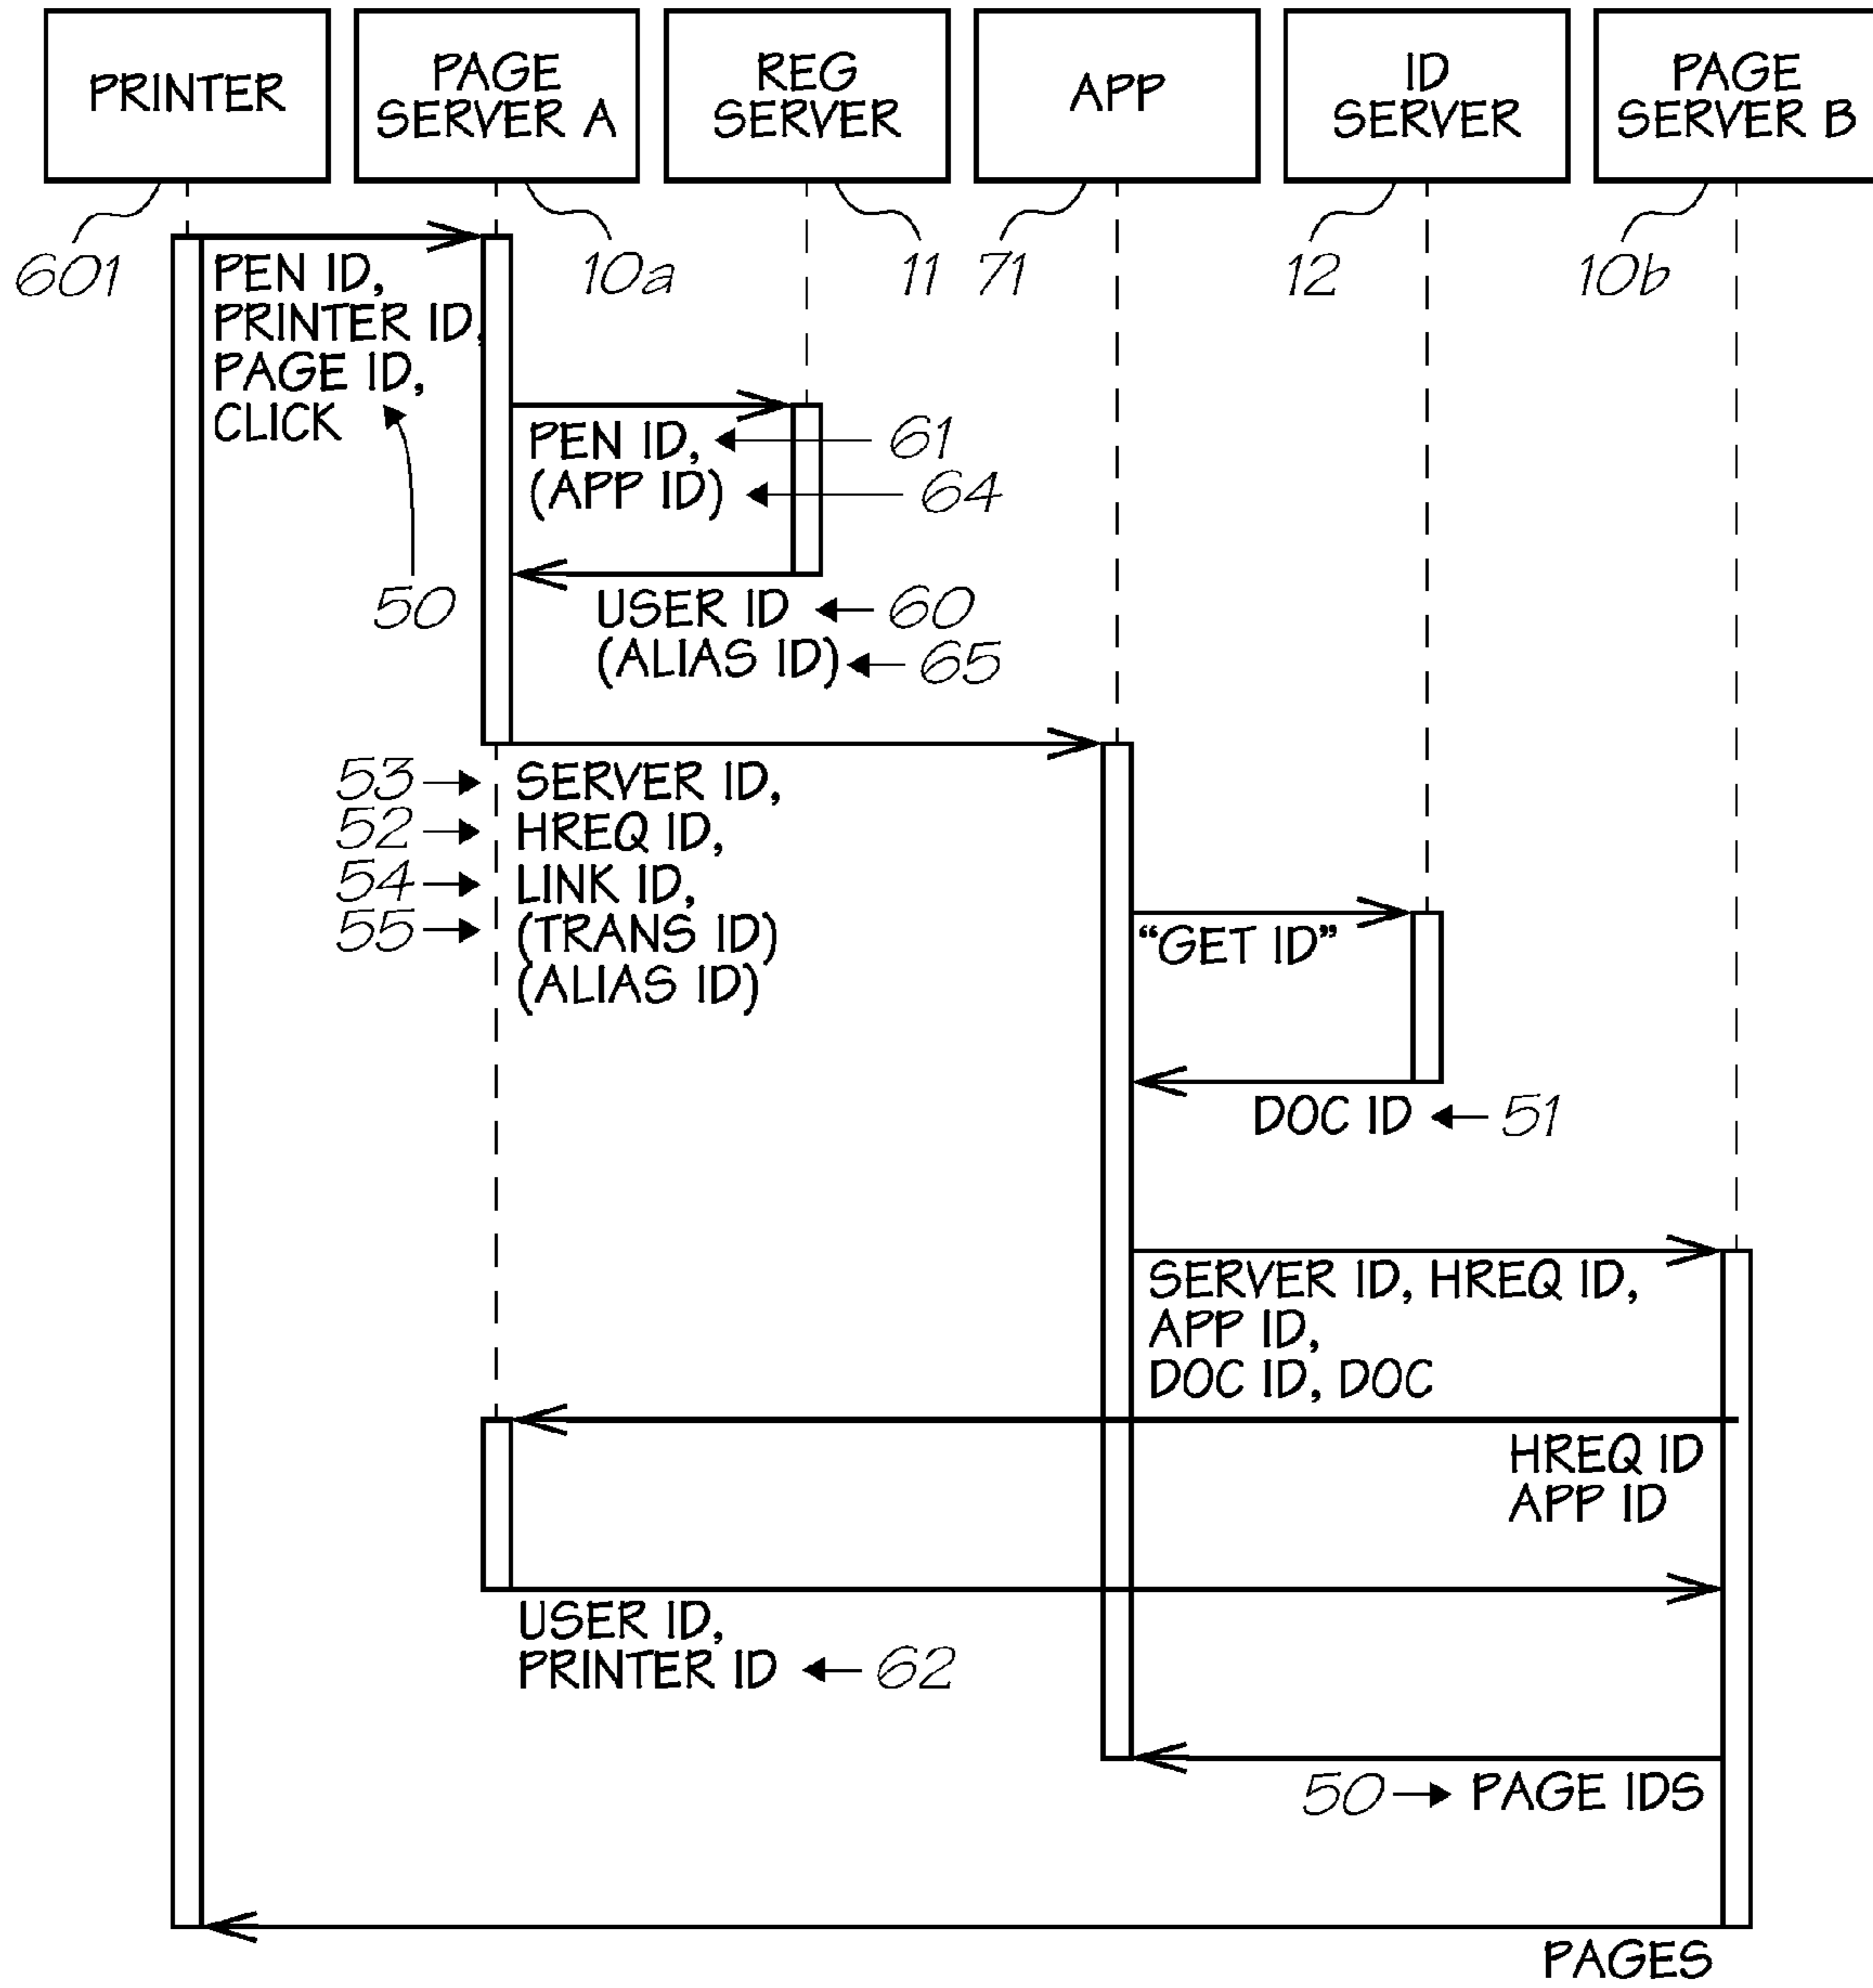 PRINTER
PAGE
SERVER A
REG
SERVER
APP
ID
SERVER
PAGE
SERVER B
601
10a
11
71
12
10b
PEN ID,
PRINTER ID,
PAGE ID,
CLICK
50
PEN ID,
61
(APP ID)
64
USER ID
60
(ALIAS ID)
65
53
SERVER ID,
52
HREQ ID,
54
LINK ID,
55
(TRANS ID)
(ALIAS ID)
“GET ID”
DOC ID
51
SERVER ID, HREQ ID,
APP ID,
DOC ID, DOC
HREQ ID
APP ID
USER ID,
PRINTER ID
62
50
PAGE IDS
PAGES